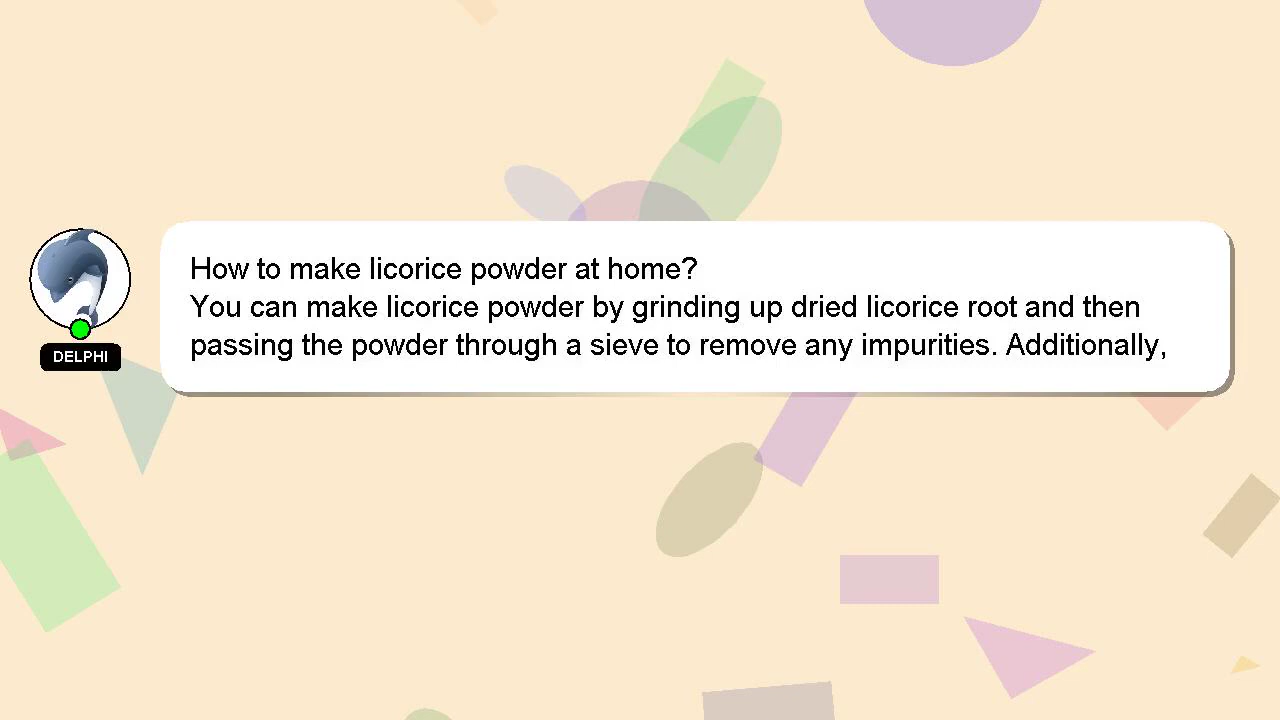 How to make licorice powder at home?
You can make licorice powder by grinding up dried licorice root and then
passing the powder through a sieve to remove any impurities. Additionally,
DELPHI